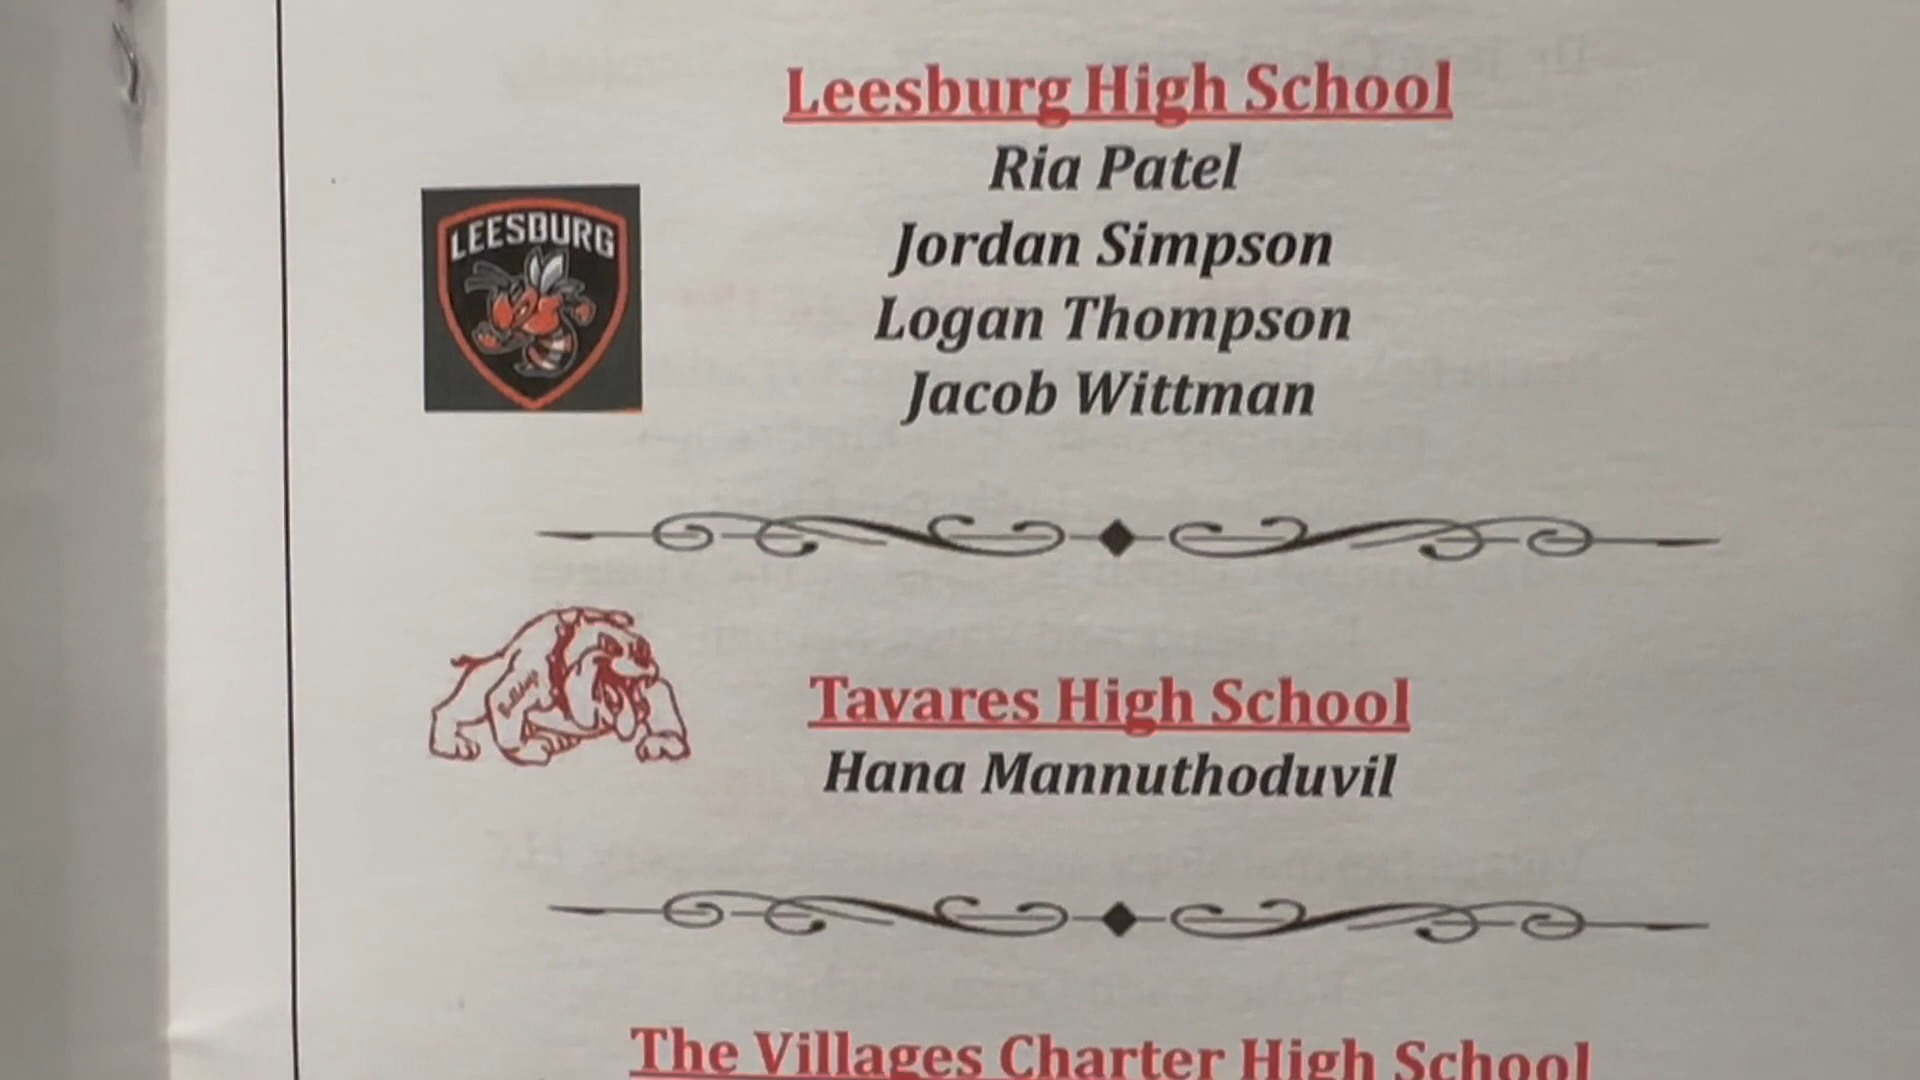 Leesburg High School
Ria Patel
LEESBURG
Jordan Simpson
Logan Thompson
Jacob Wittman
Bulldogs
Tavares High School
Hana Mannuthoduvil
The Villages Charter High School